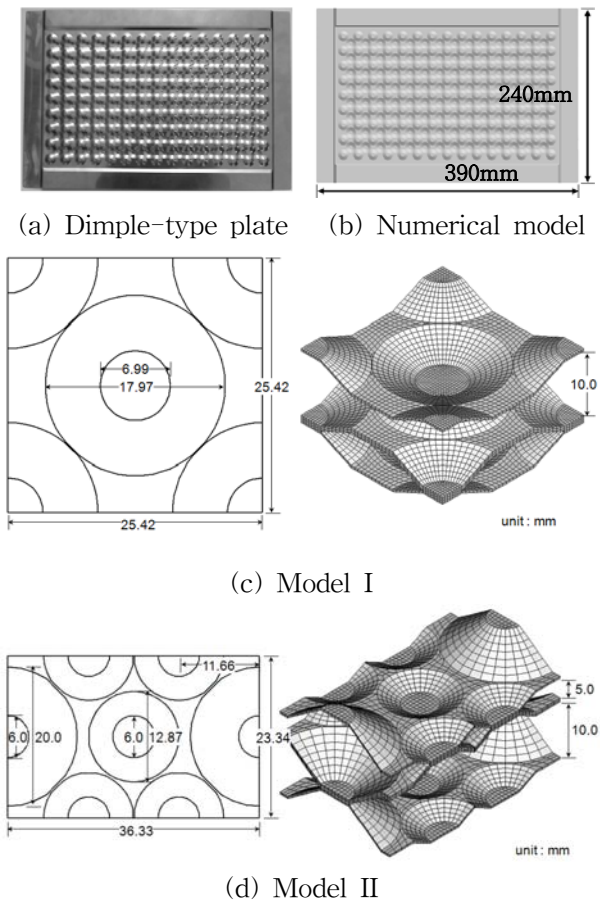 240mm
390mm
(a) Dimple-type plate
(b) Numerical model
6.99
17.97
25.42
25.42
10.0
unit : mm
(c) Model Ⅰ
11.66
6.0
20.0
6.0
12.87
23.34
36.33
5.0
10.0
unit : mm
(d) Model Ⅱ